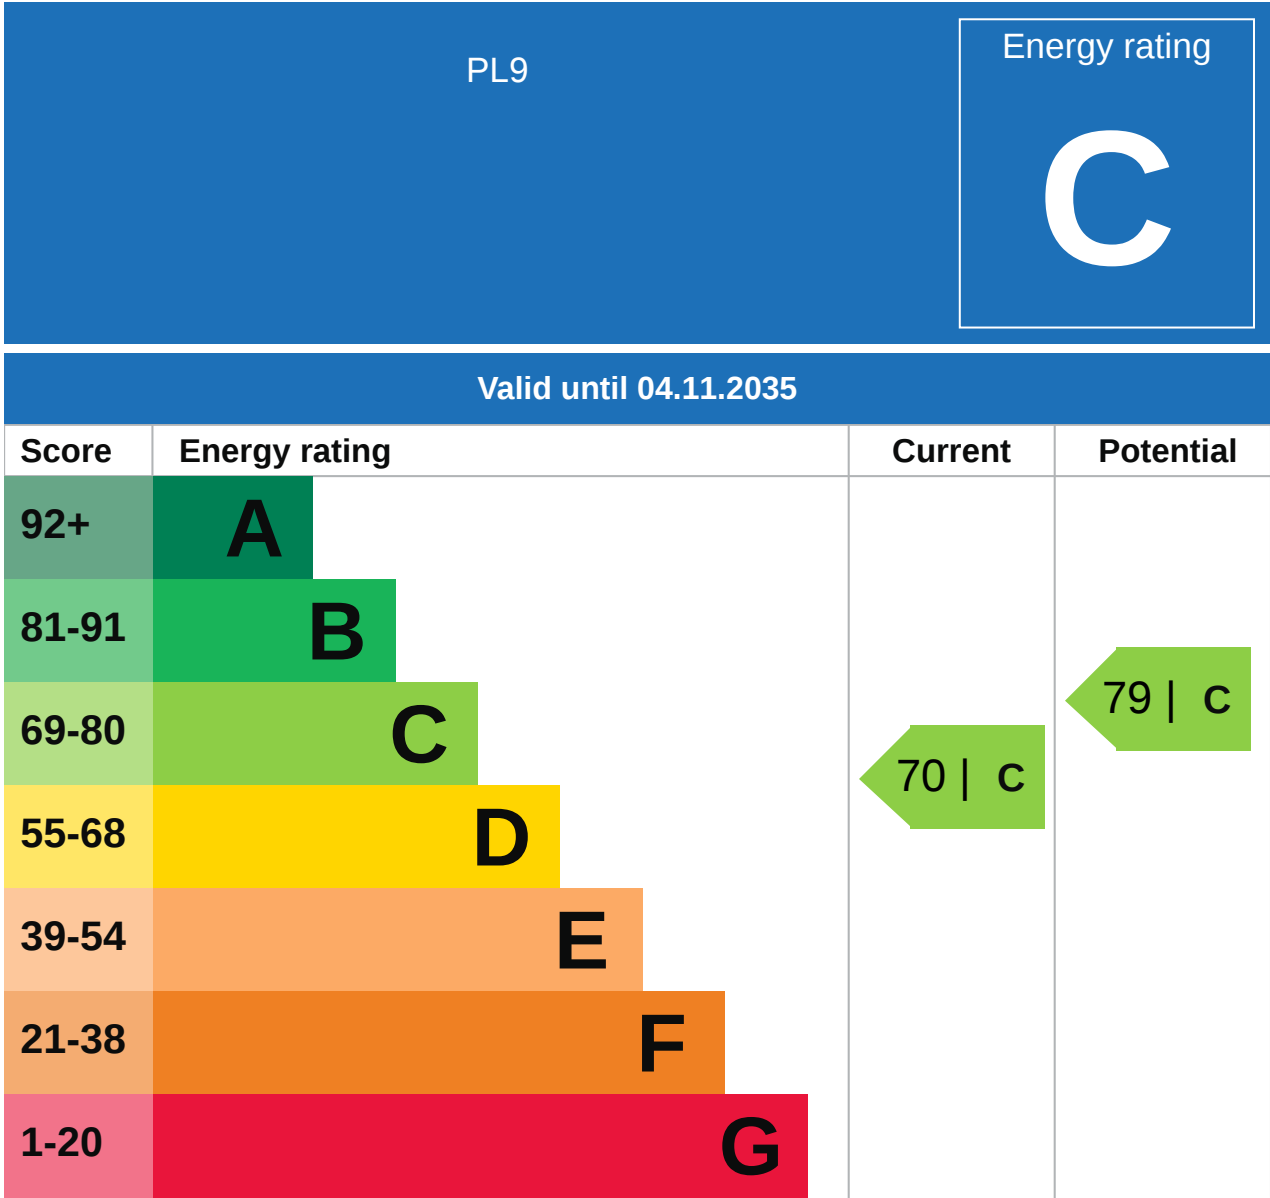 PL9
Energy rating
C
Valid until 04.11.2035
Score Energy rating Current Potential
92+ A
81-91 B
69-80 C
79 | C
70 | C
55-68 D
39-54 E
21-38 F
1-20 G